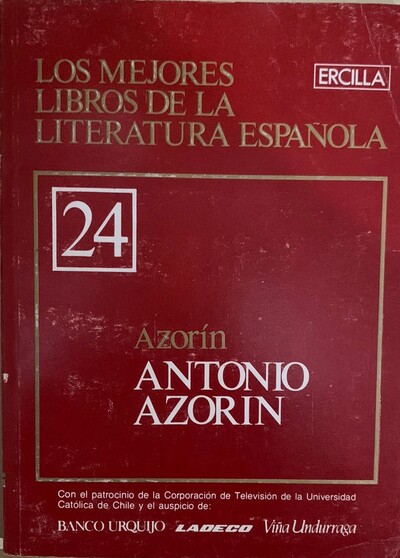 LOS MEJORES
LIBROS DE LA
LITERATURA ESPAÑOLA
ERCILLA
24
Azorín
ANTONIO
AZORIN
Con el patrocinio de la Corporación de Televisión de la Universidad
Católica de Chile y el auspicio de:
BANCO URQUIJO LADECO Viña Undurraga